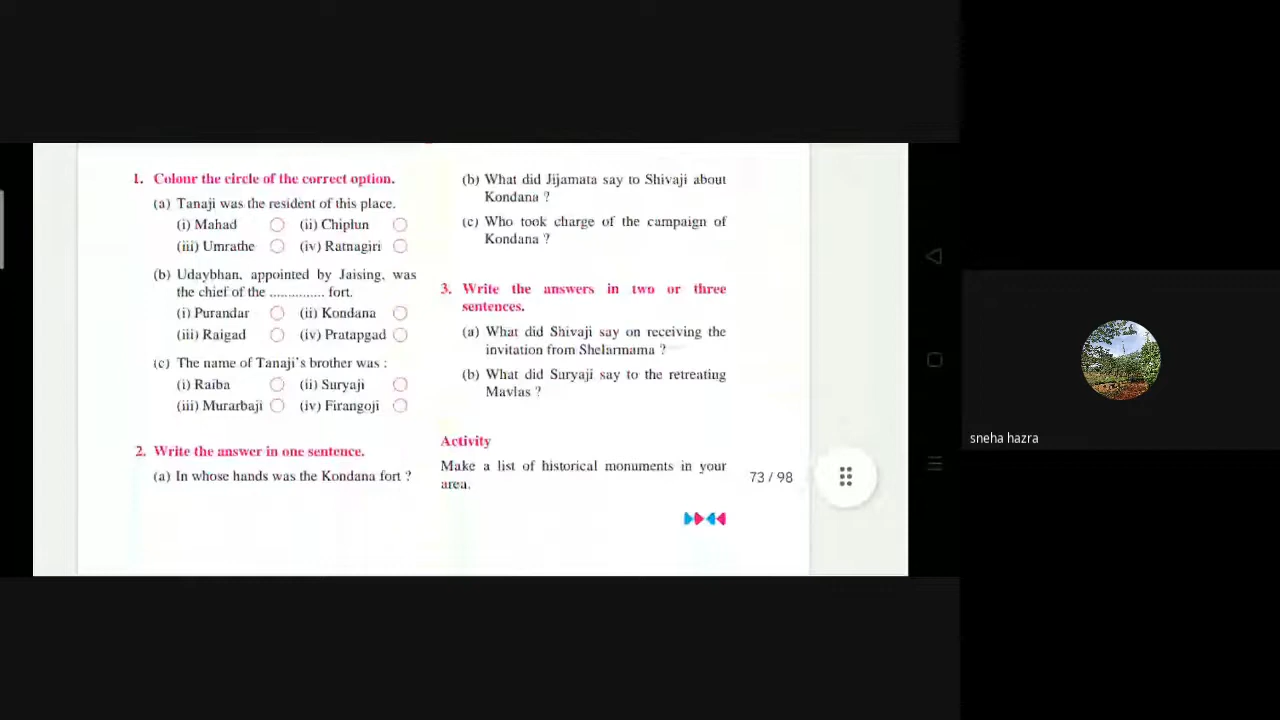 1. Colour the circle of the correct option.
(a) Tanaji was the resident of this place.
(i) Mahad (ii) Chiplun
(iii) Umrathe (iv) Ratnagiri
(b) Udaybhan, appointed by Jaising, was
the chief of the ............... fort.
(i) Purandar (ii) Kondana
(iii) Raigad (iv) Pratapgad
(c) The name of Tanaji's brother was :
(i) Raiba (ii) Suryaji
(iii) Murarbaji (iv) Firangoji
2. Write the answer in one sentence.
(a) In whose hands was the Kondana fort ?
(b) What did Jijamata say to Shivaji about
Kondana ?
(c) Who took charge of the campaign of
Kondana ?
3. Write the answers in two or three
sentences.
(a) What did Shivaji say on receiving the
invitation from Shelarmama ?
(b) What did Suryaji say to the retreating
Mavlas ?
Activity
Make a list of historical monuments in your
area.
73 / 98
sneha hazra